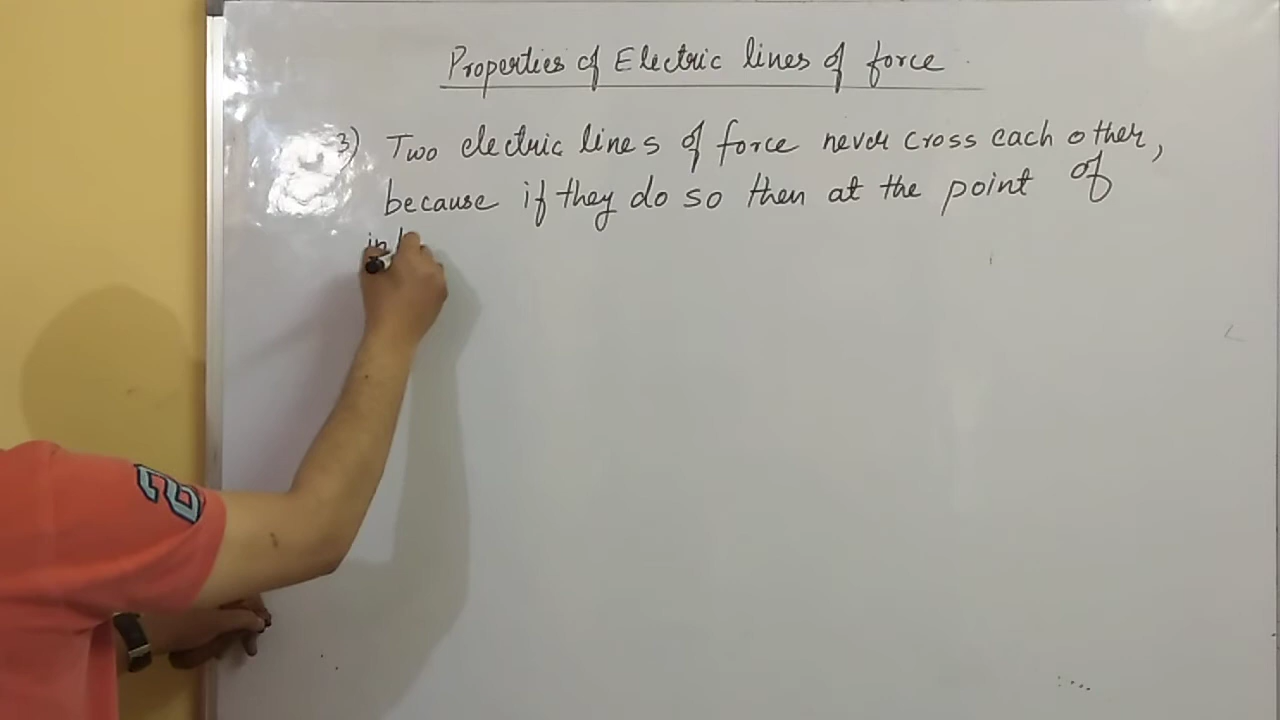 Properties of Electric lines of force
3) Two electric lines of force never cross each other,
because if they do so then at the point of